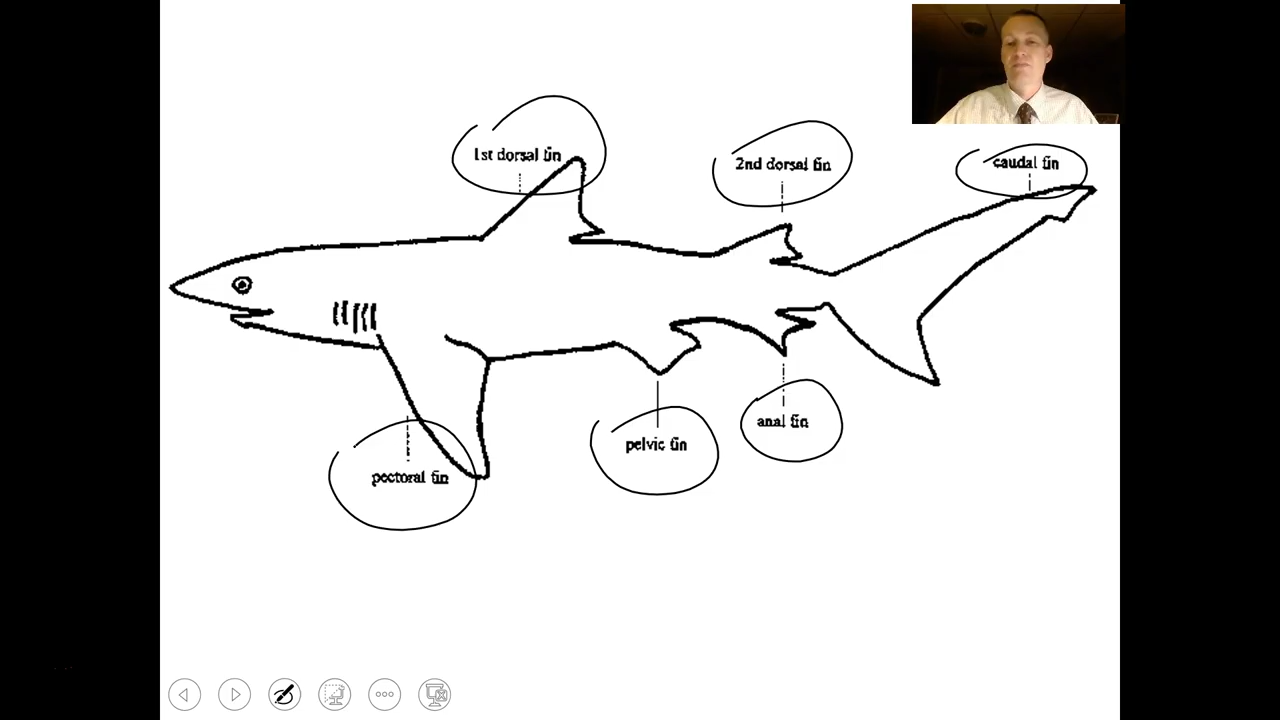 1st dorsal fin
2nd dorsal fin
caudal fin
pectoral fin
pelvic fin
anal fin